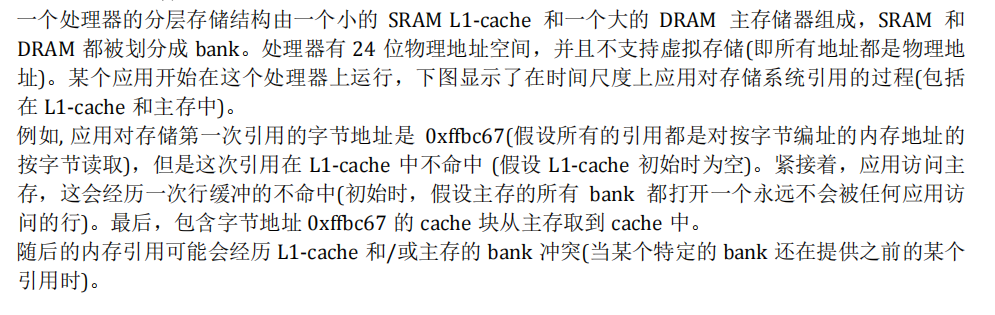 一个处理器的分层存储结构由一个小的 SRAM L1-cache 和一个大的 DRAM 主存储器组成，SRAM 和
DRAM 都被划分成 bank。处理器有 24 位物理地址空间，并且不支持虚拟存储(即所有地址都是物理地
址)。某个应用开始在这个处理器上运行，下图显示了在时间尺度上应用对存储系统引用的过程(包括
在 L1-cache 和主存中)。
例如, 应用对存储第一次引用的字节地址是 0xffbc67(假设所有的引用都是对按字节编址的内存地址的
按字节读取)，但是这次引用在 L1-cache 中不命中 (假设 L1-cache 初始时为空)。紧接着，应用访问主
存，这会经历一次行缓冲的不命中(初始时，假设主存的所有 bank 都打开一个永远不会被任何应用访
问的行)。最后，包含字节地址 0xffbc67 的 cache 块从主存取到 cache 中。
随后的内存引用可能会经历 L1-cache 和/或主存的 bank 冲突(当某个特定的 bank 还在提供之前的某个
引用时)。